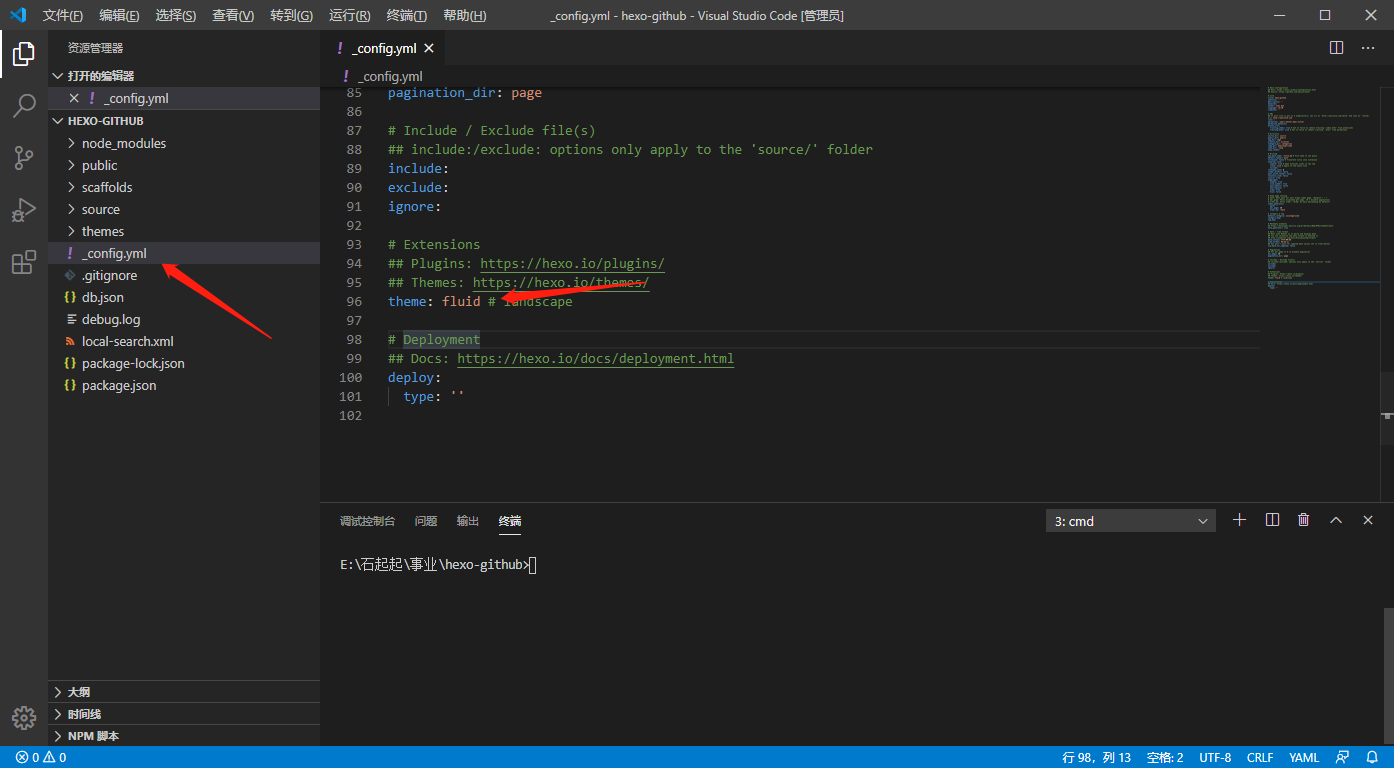 文件(F) 编辑(E) 选择(S) 查看(V) 转到(G) 运行(R) 终端(T) 帮助(H) _config.yml - hexo-github - Visual Studio Code [管理员]
资源管理器
打开的编辑器
_config.yml
HEXO-GITHUB
node_modules
public
scaffolds
source
themes
_config.yml
.gitignore
db.json
debug.log
local-search.xml
package-lock.json
package.json
大纲
时间线
NPM 脚本
_config.yml
_config.yml
85 pagination_dir: page
86
87 # Include / Exclude file(s)
88 ## include:/exclude: options only apply to the 'source/' folder
89 include:
90 exclude:
91 ignore:
92
93 # Extensions
94 ## Plugins: https://hexo.io/plugins/
95 ## Themes: https://hexo.io/themes/
96 theme: fluid # landscape
97
98 # Deployment
99 ## Docs: https://hexo.io/docs/deployment.html
100 deploy:
101 type: ''
102
调试控制台 问题 输出 终端 3: cmd
E:\石起起\事业\hexo-github>
0 0 行 98，列 13 空格: 2 UTF-8 CRLF YAML